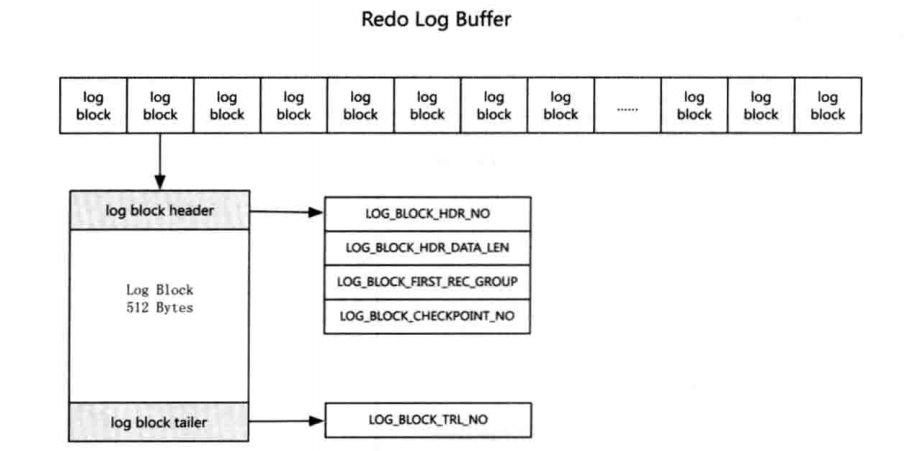 Redo Log Buffer
log block
log block
log block
log block
log block
log block
log block
log block
......
log block
log block
log block
log block header
LOG_BLOCK_HDR_NO
LOG_BLOCK_HDR_DATA_LEN
LOG_BLOCK_FIRST_REC_GROUP
LOG_BLOCK_CHECKPOINT_NO
Log Block
512 Bytes
log block tailer
LOG_BLOCK_TRL_NO